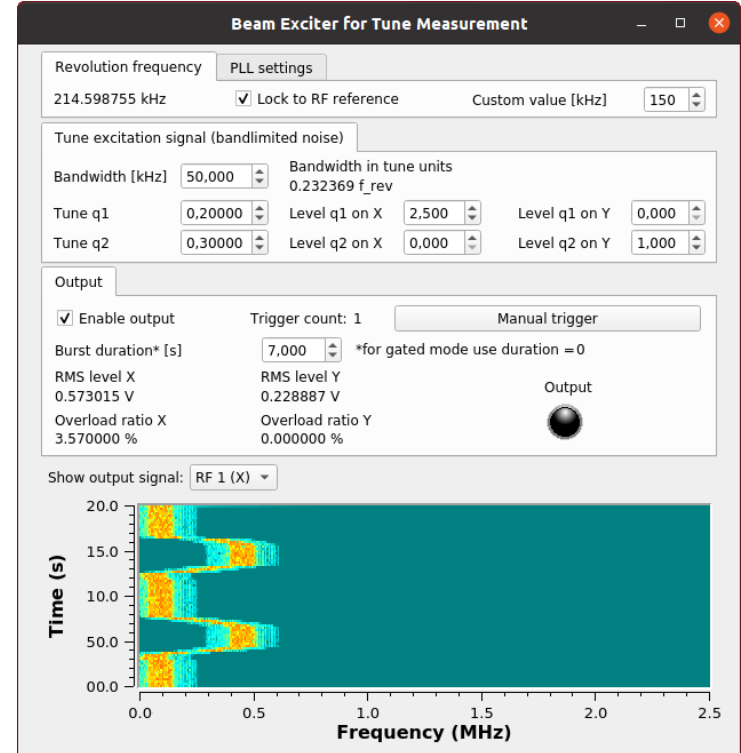 Beam Exciter for Tune Measurement
Revolution frequency PLL settings
214.598755 kHz Lock to RF reference Custom value [kHz] 150
Tune excitation signal (bandlimited noise)
Bandwidth [kHz] 50,000 Bandwidth in tune units
0.232369 f_rev
Tune q1 0,20000 Level q1 on X 2,500 Level q1 on Y 0,000
Tune q2 0,30000 Level q2 on X 0,000 Level q2 on Y 1,000
Output
Enable output Trigger count: 1 Manual trigger
Burst duration* [s] 7,000 *for gated mode use duration =0
RMS level X RMS level Y
0.573015 V 0.228887 V
Output
Overload ratio X Overload ratio Y
3.570000 % 0.000000 %
Show output signal: RF 1 (X)
20.0
15.0
10.0
50.0
00.0
Time (s)
0.0 0.5 1.0 1.5 2.0 2.5
Frequency (MHz)